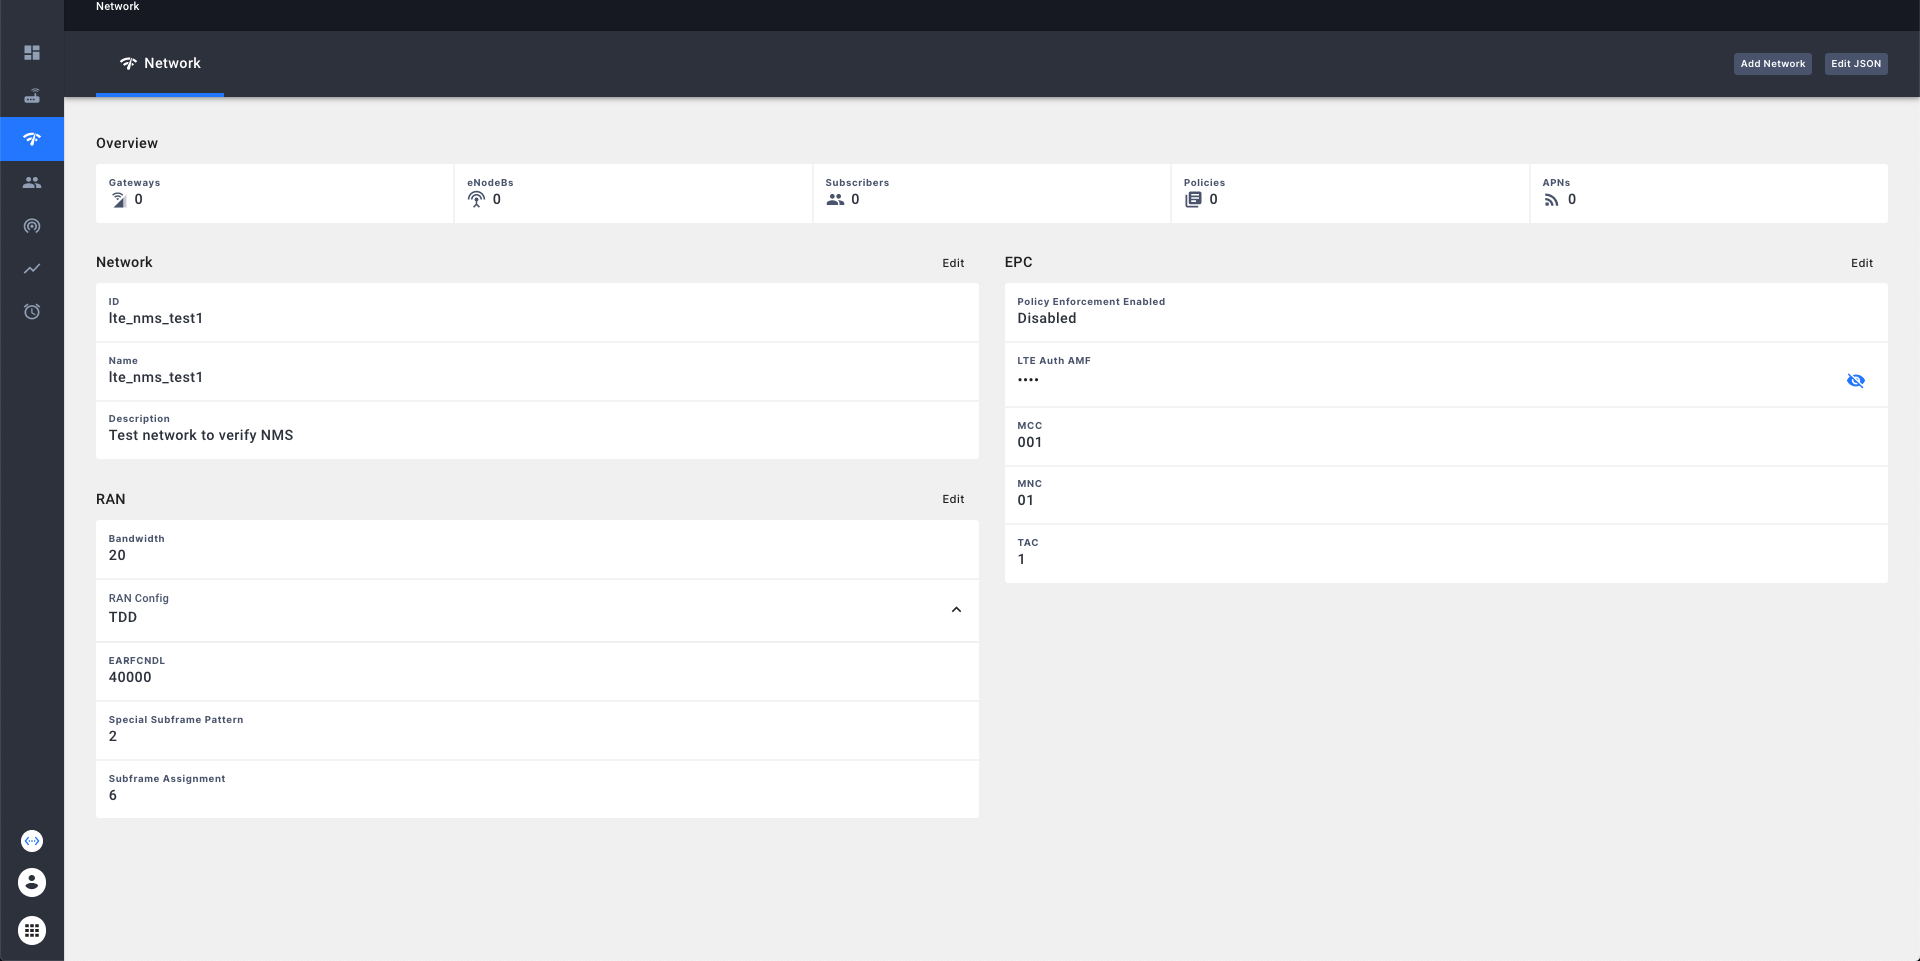 Network
Network
Add Network
Edit JSON
Overview
Gateways
0
eNodeBs
0
Subscribers
0
Policies
0
APNs
0
Network
Edit
ID
lte_nms_test1
Name
lte_nms_test1
Description
Test network to verify NMS
RAN
Edit
Bandwidth
20
RAN Config
TDD
EARFCNDL
40000
Special Subframe Pattern
2
Subframe Assignment
6
EPC
Edit
Policy Enforcement Enabled
Disabled
LTE Auth AMF
••••
MCC
001
MNC
01
TAC
1